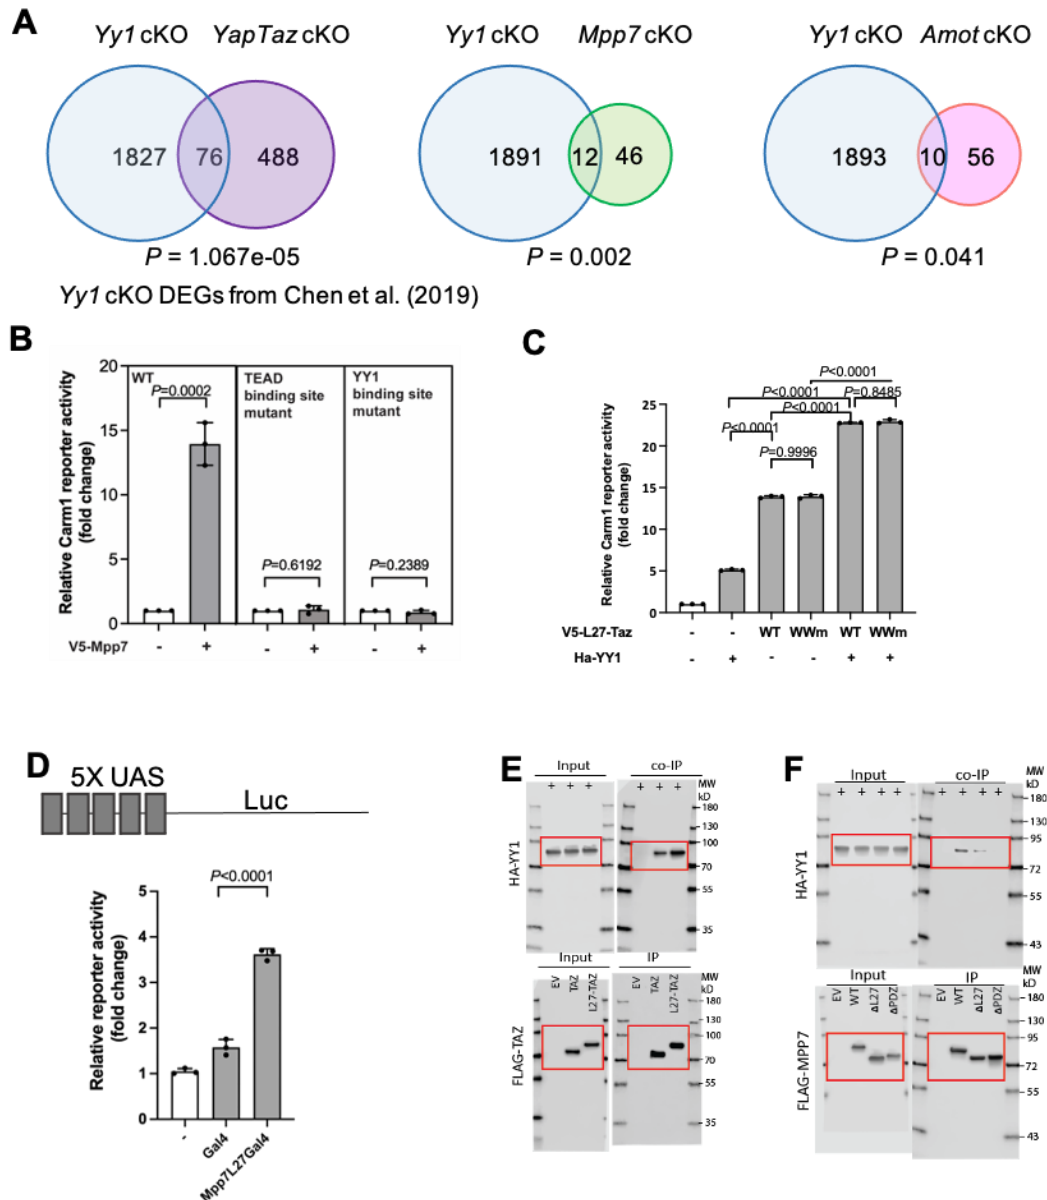 A
Yy1 cKO YapTaz cKO
Yy1 cKO Mpp7 cKO
Yy1 cKO Amot cKO
1827 76 488
1891 12 46
1893 10 56
P = 1.067e-05
P = 0.002
P = 0.041
Yy1 cKO DEGs from Chen et al. (2019)
B
Relative Carm1 reporter activity
(fold change)
20
15
10
5
0
WT
P=0.0002
TEAD
binding site
mutant
P=0.6192
YY1
binding site
mutant
P=0.2389
V5-Mpp7 - + - + - +
C
Relative Carm1 reporter activity
(fold change)
25
20
15
10
5
0
P<0.0001
P<0.0001 P=0.8485
P<0.0001
P<0.0001
P=0.9996
V5-L27-Taz - - WT WWm WT WWm
Ha-YY1 - + - - + +
D
5X UAS
Luc
Relative reporter activity
(fold change)
5
4
3
2
1
0
P<0.0001
-
Gal4
Mpp7L27Gal4
E
Input co-IP
+ + + + + +
MW
kD
HA-YY1
180
130
100
70
55
35
Input IP
EV TAZ L27-TAZ EV TAZ L27-TAZ
MW
kD
FLAG-TAZ
180
130
100
70
55
35
F
Input co-IP
+ + + + + + + +
MW
kD
HA-YY1
180
130
95
72
55
43
Input IP
EV WT ΔL27 ΔPDZ EV WT ΔL27 ΔPDZ
MW
kD
FLAG-MPP7
180
130
95
72
55
43